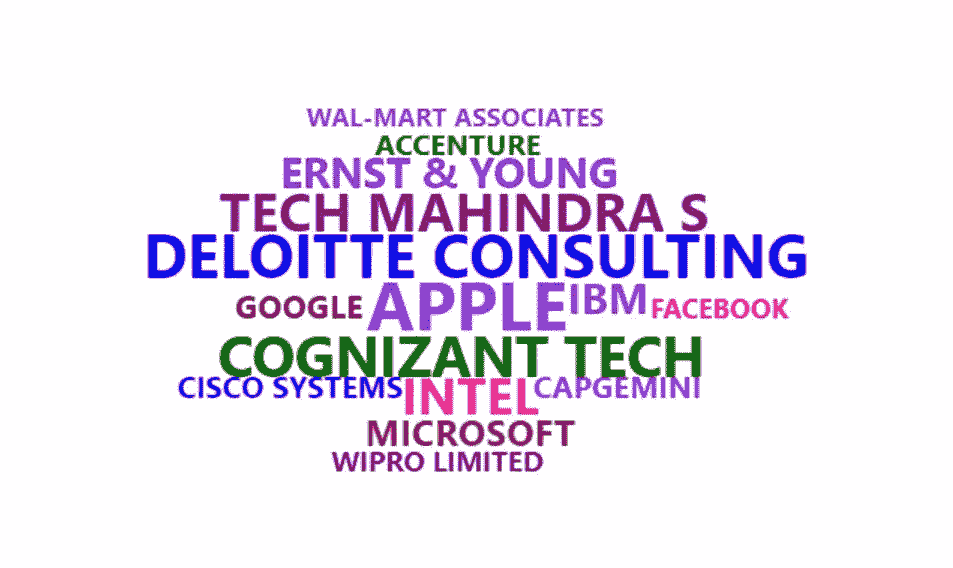 WAL-MART ASSOCIATES
ACCENTURE
ERNST & YOUNG
TECH MAHINDRA S
DELOITTE CONSULTING
GOOGLE APPLE IBM FACEBOOK
COGNIZANT TECH
CISCO SYSTEMS INTEL CAPGEMINI
MICROSOFT
WIPRO LIMITED